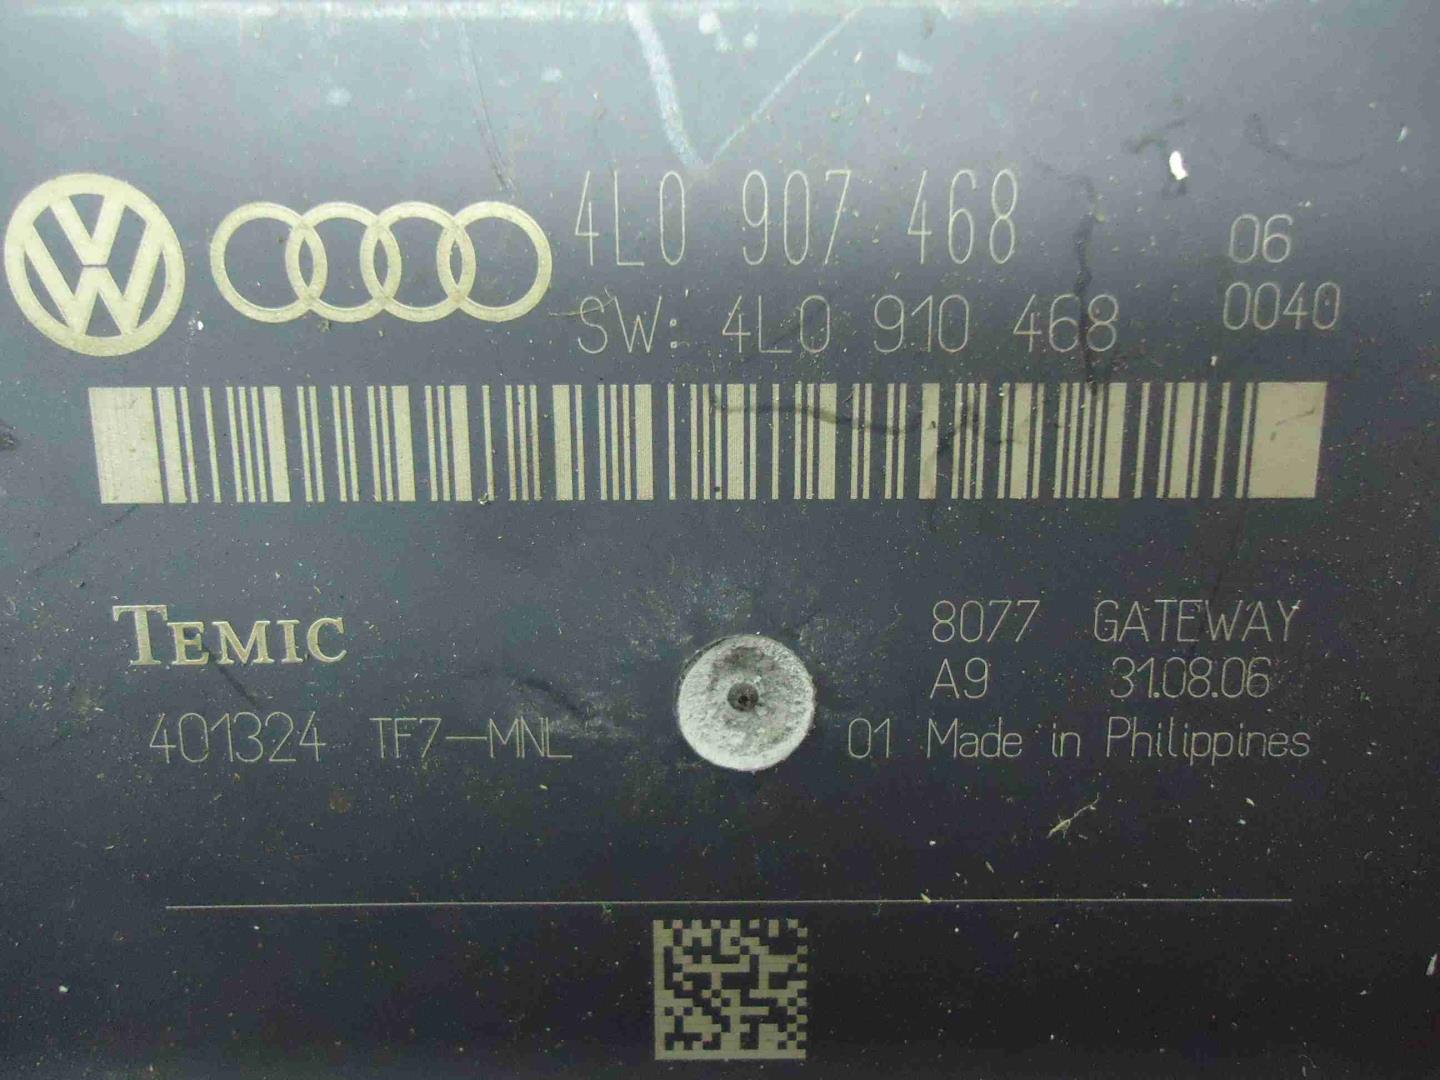 4L0 907 468 06
SW: 4L0 910 468 0040
TEMIC
8077 GATEWAY
A9 31.08.06
401324 TF7-MNL 01 Made in Philippines